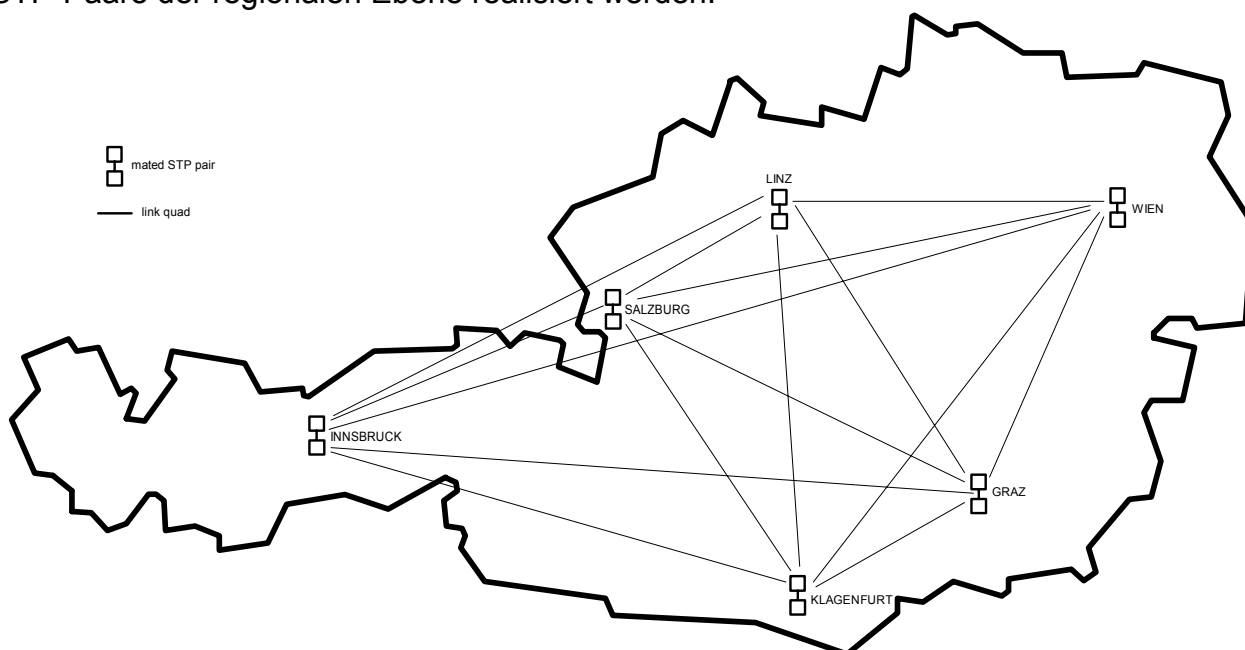 STP-Paare der regionalen Ebene realisiert werden.
mated STP pair
link quad
LINZ
WIEN
SALZBURG
INNSBRUCK
GRAZ
KLAGENFURT